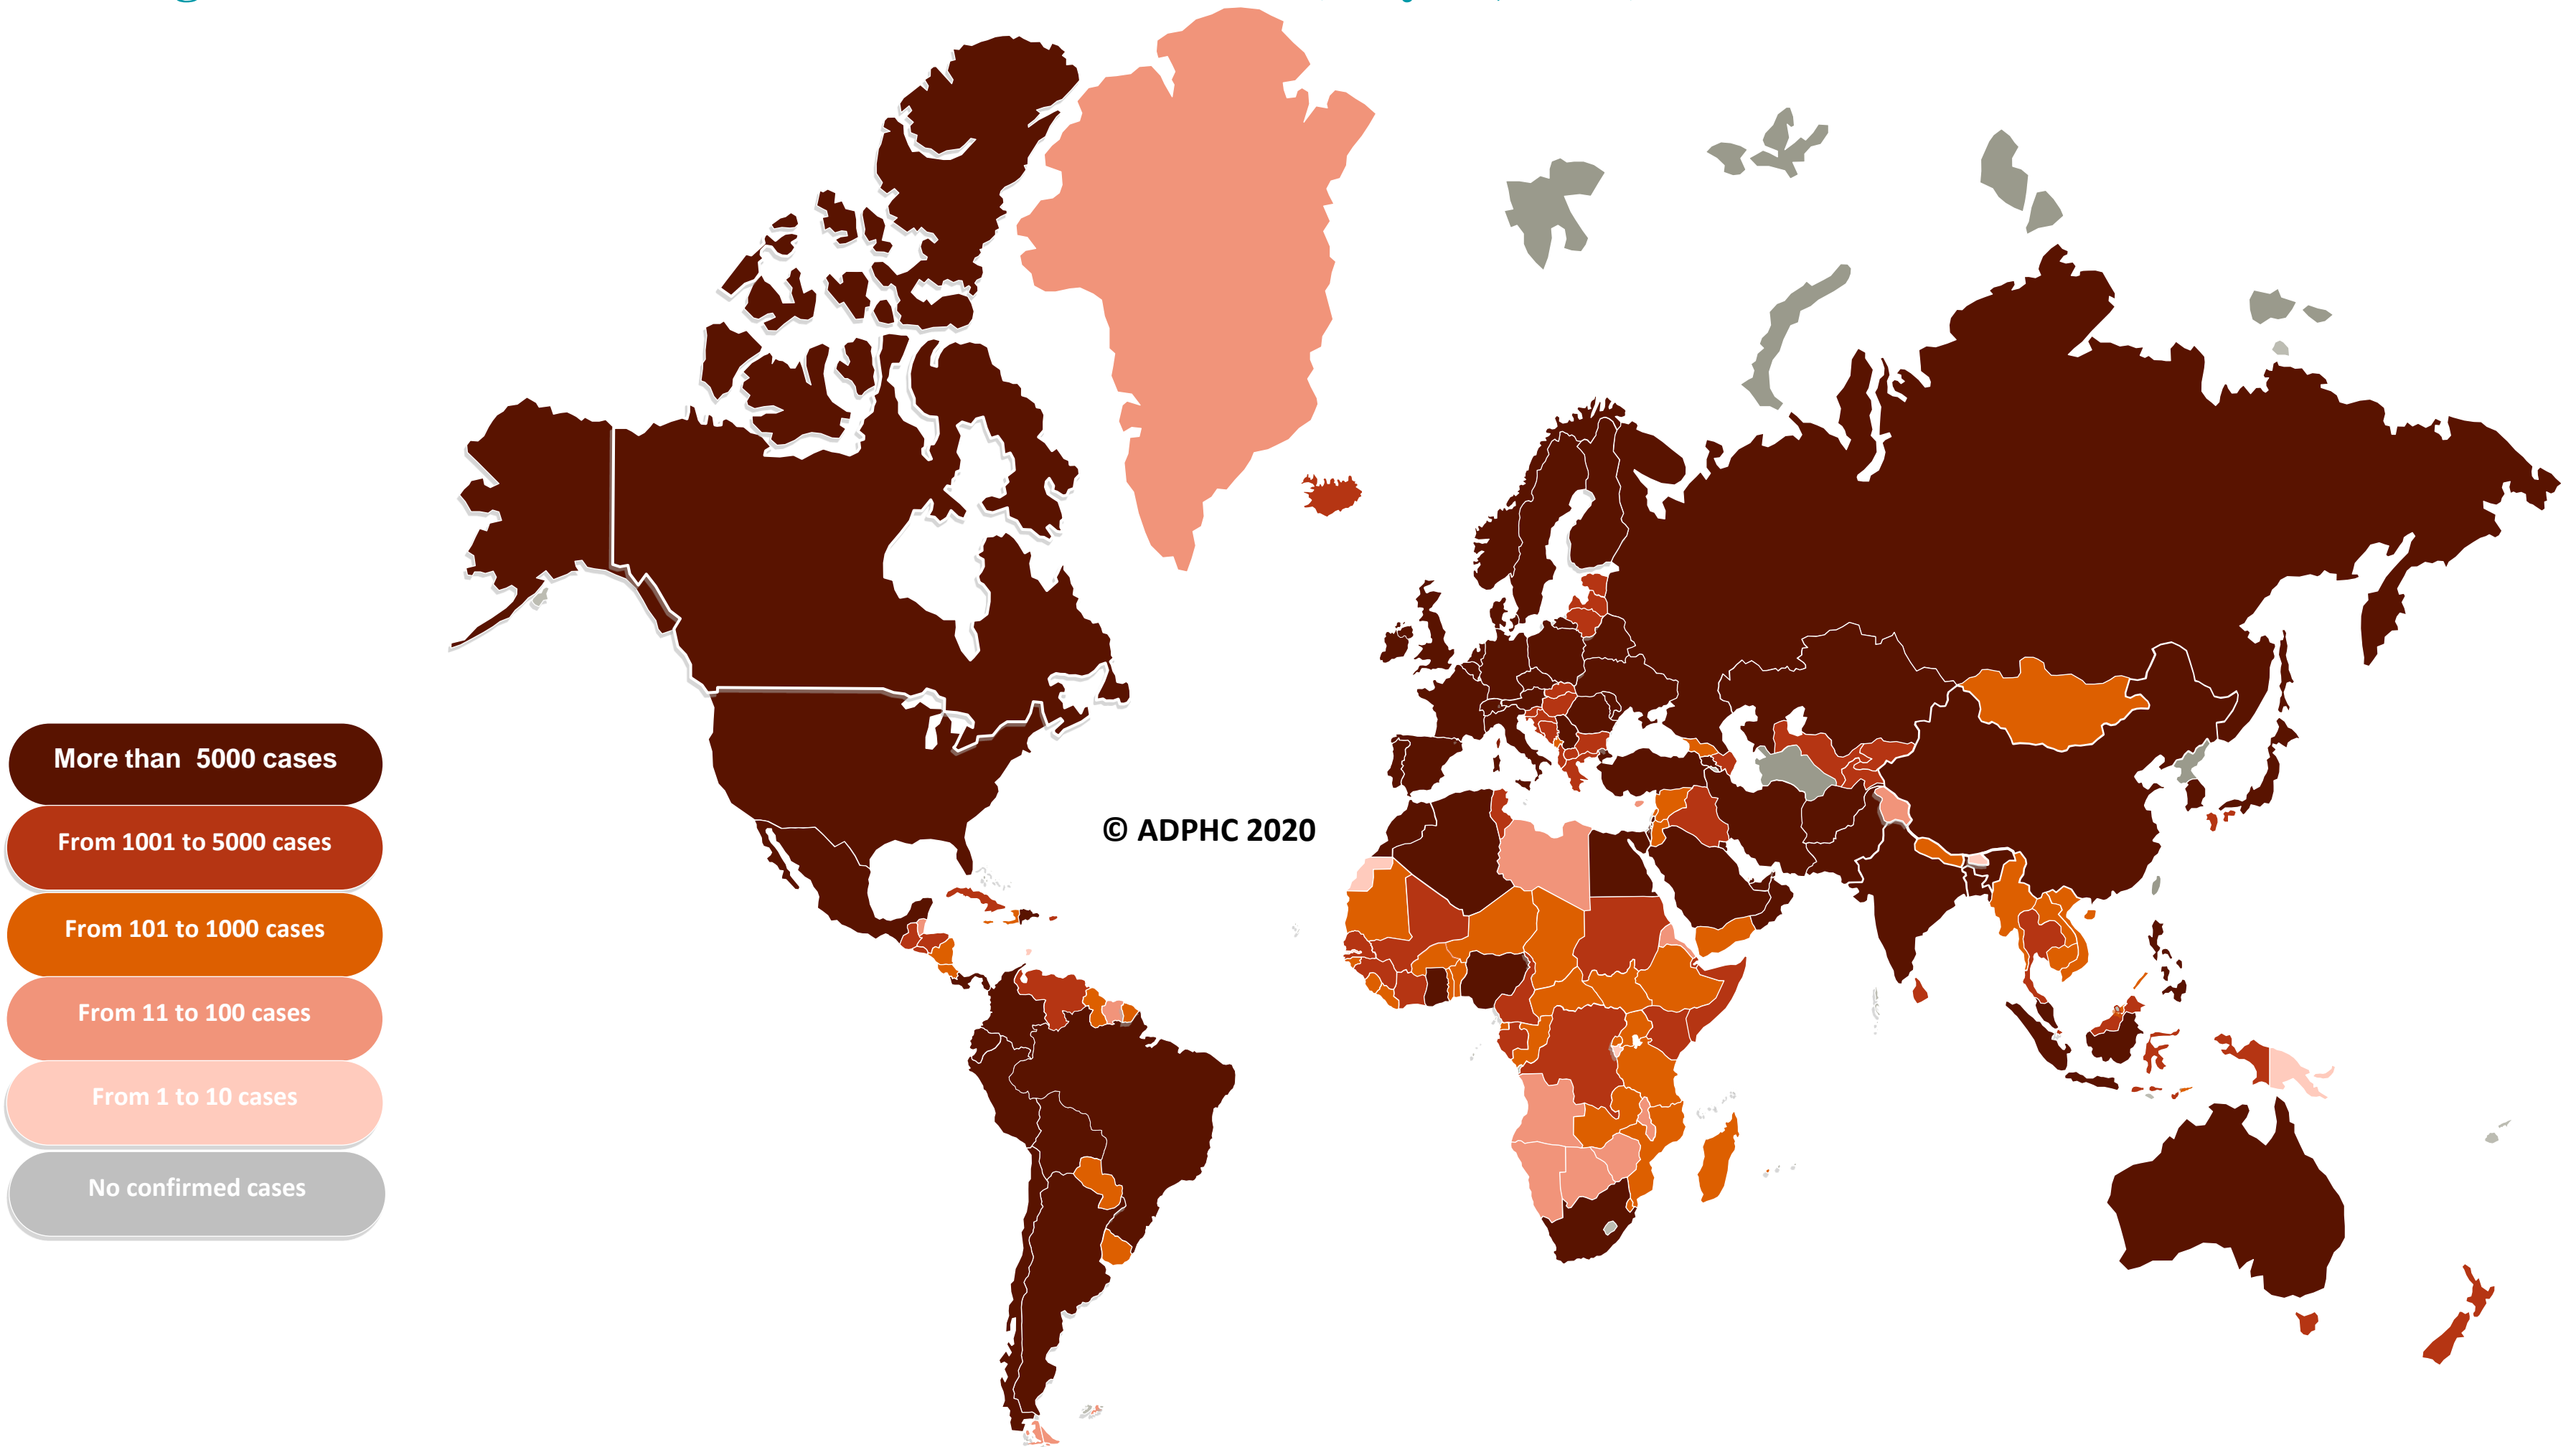 More than  5000 cases
From 1001 to 5000 cases
© ADPHC 2020
From 101 to 1000 cases
From 11 to 100 cases
From 1 to 10 cases
No confirmed cases